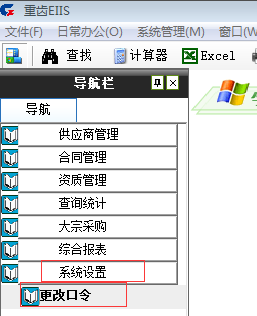 重齿EIIS
文件(F) 日常办公(O) 系统管理(M) 窗口(W
查找 计算器 Excel
导航栏
导航
供应商管理
合同管理
资质管理
查询统计
大宗采购
综合报表
系统设置
更改口令